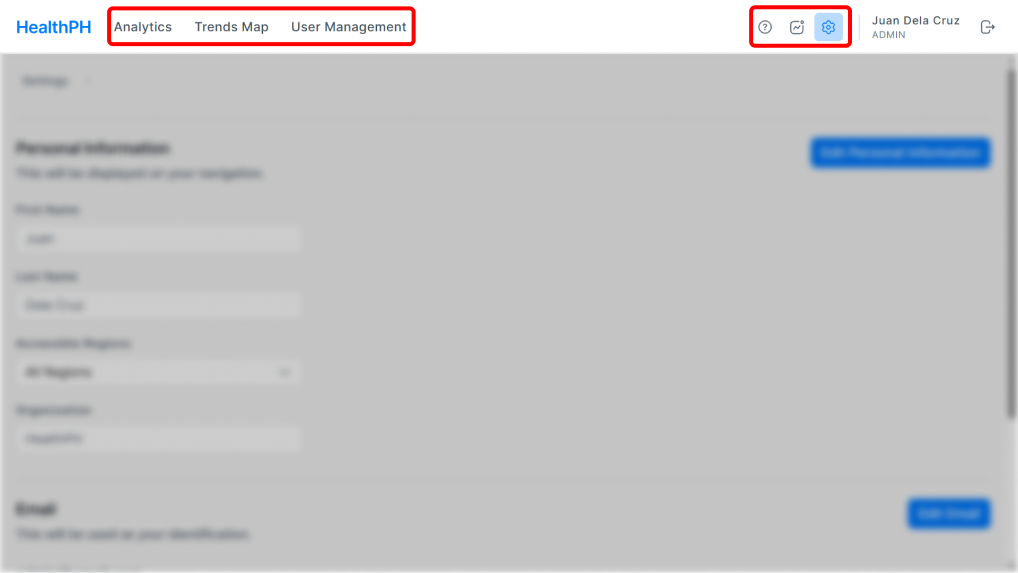 HealthPH Analytics Trends Map User Management Juan Dela Cruz
ADMIN
Settings
Personal Information Edit Personal Information
This will be displayed on your navigation.
First Name
Juan
Last Name
Dela Cruz
Accessible Regions
All Regions
Organization
HealthPH
Email Edit Email
This will be used as your identification.